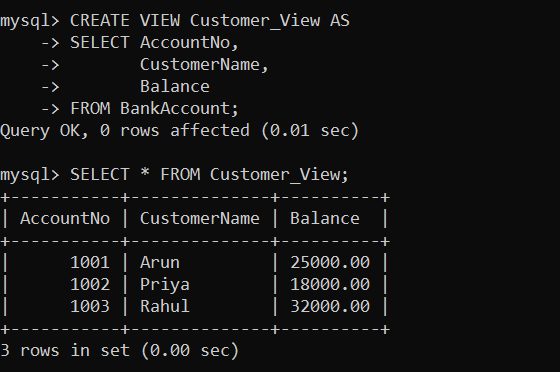 mysql> CREATE VIEW Customer_View AS
    -> SELECT AccountNo,
    ->        CustomerName,
    ->        Balance
    -> FROM BankAccount;
Query OK, 0 rows affected (0.01 sec)

mysql> SELECT * FROM Customer_View;
+-----------+--------------+----------+
| AccountNo | CustomerName | Balance  |
+-----------+--------------+----------+
|      1001 | Arun         | 25000.00 |
|      1002 | Priya        | 18000.00 |
|      1003 | Rahul        | 32000.00 |
+-----------+--------------+----------+
3 rows in set (0.00 sec)